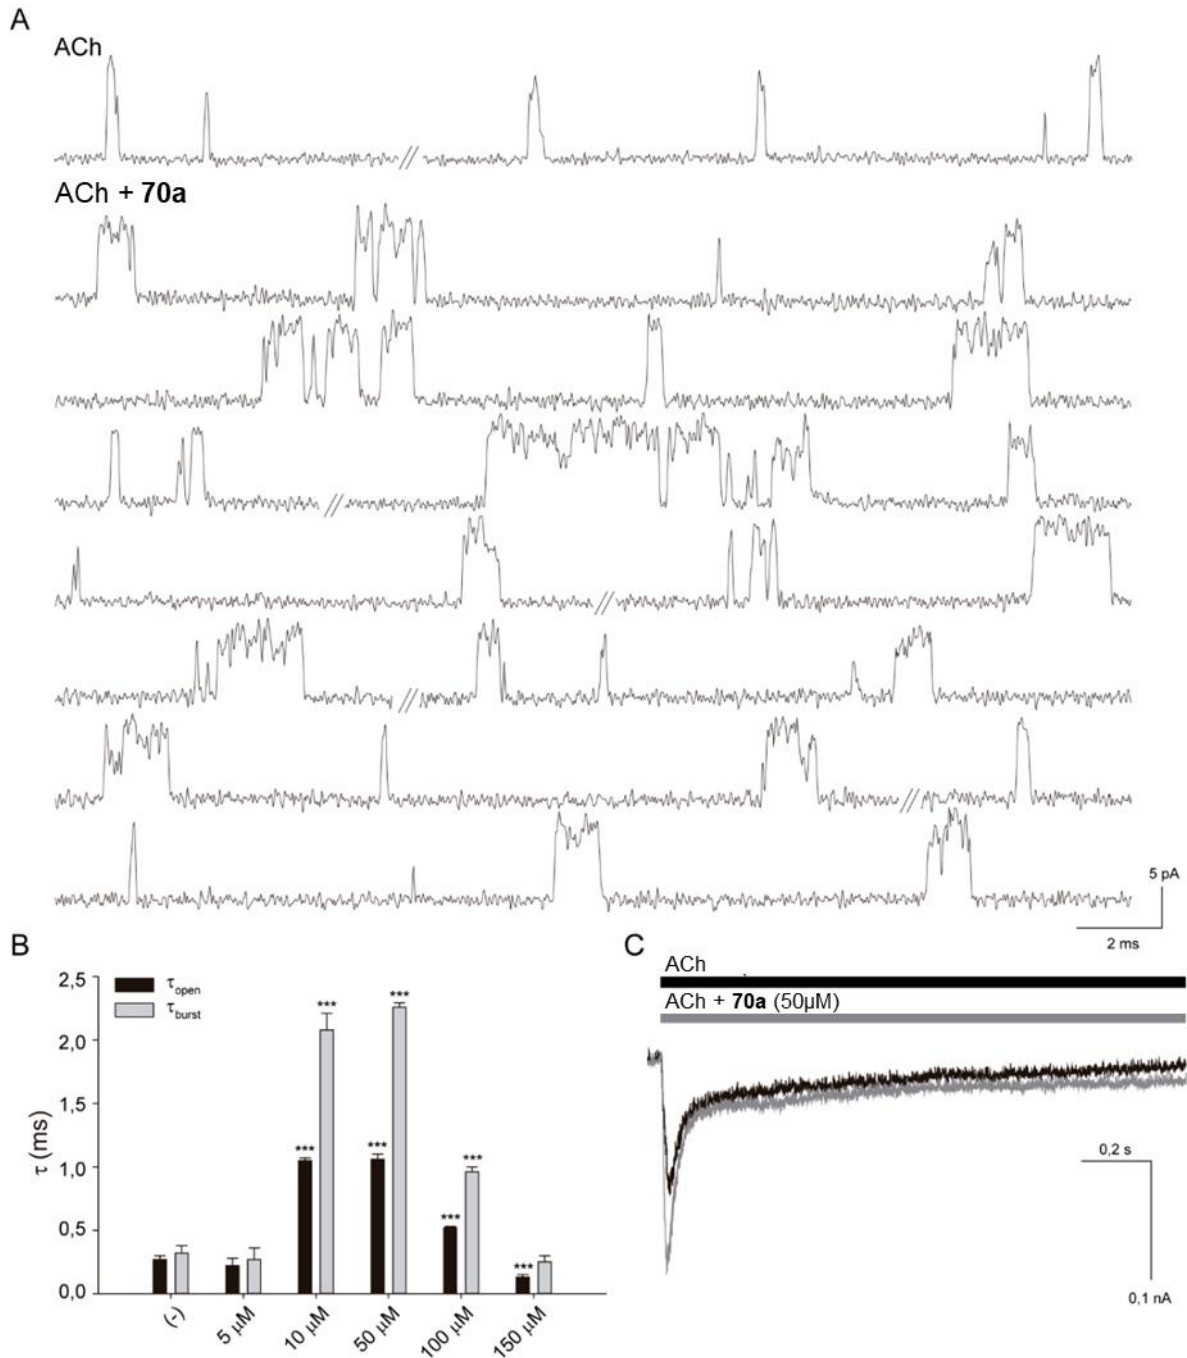 A
ACh
ACh + 70a
5 pA
2 ms
B
C
2,5
2,0
1,5
1,0
0,5
0,0
τ (ms)
τopen
τburst
***
***
***
***
***
***
***
(-)
5 μM
10 μM
50 μM
100 μM
150 μM
ACh
ACh + 70a (50μM)
0,2 s
0,1 nA